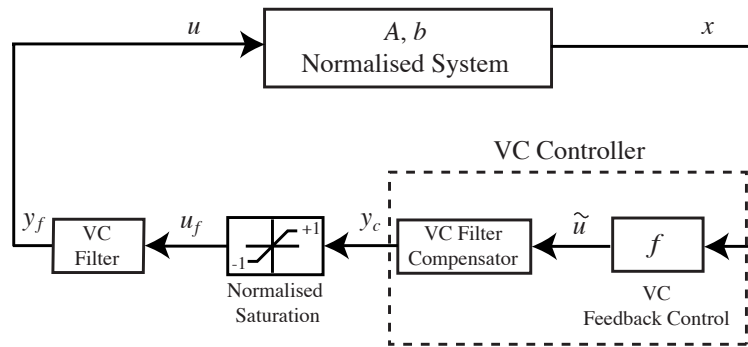 u
A, b
Normalised System
x
VC Controller
y_f
VC
Filter
u_f
+1
-1
Normalised
Saturation
y_c
VC Filter
Compensator
ũ
f
VC
Feedback Control